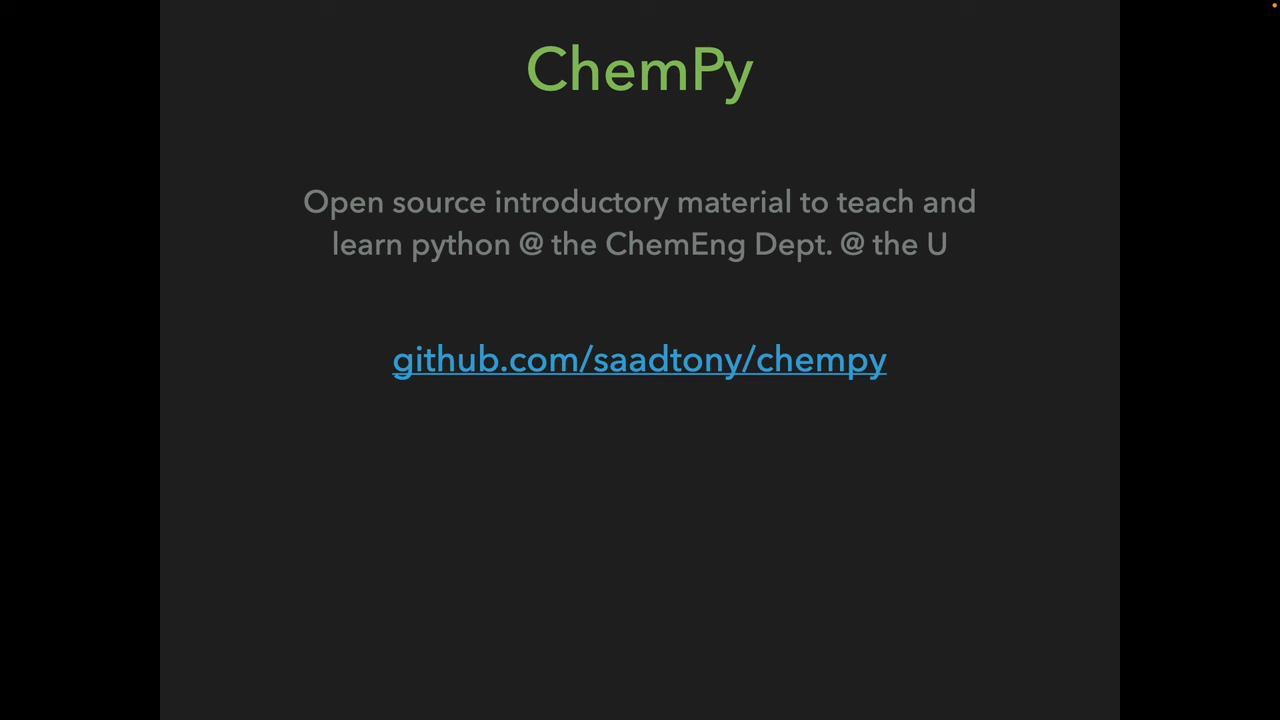 ChemPy
Open source introductory material to teach and
learn python @ the ChemEng Dept. @ the U
github.com/saadtony/chempy